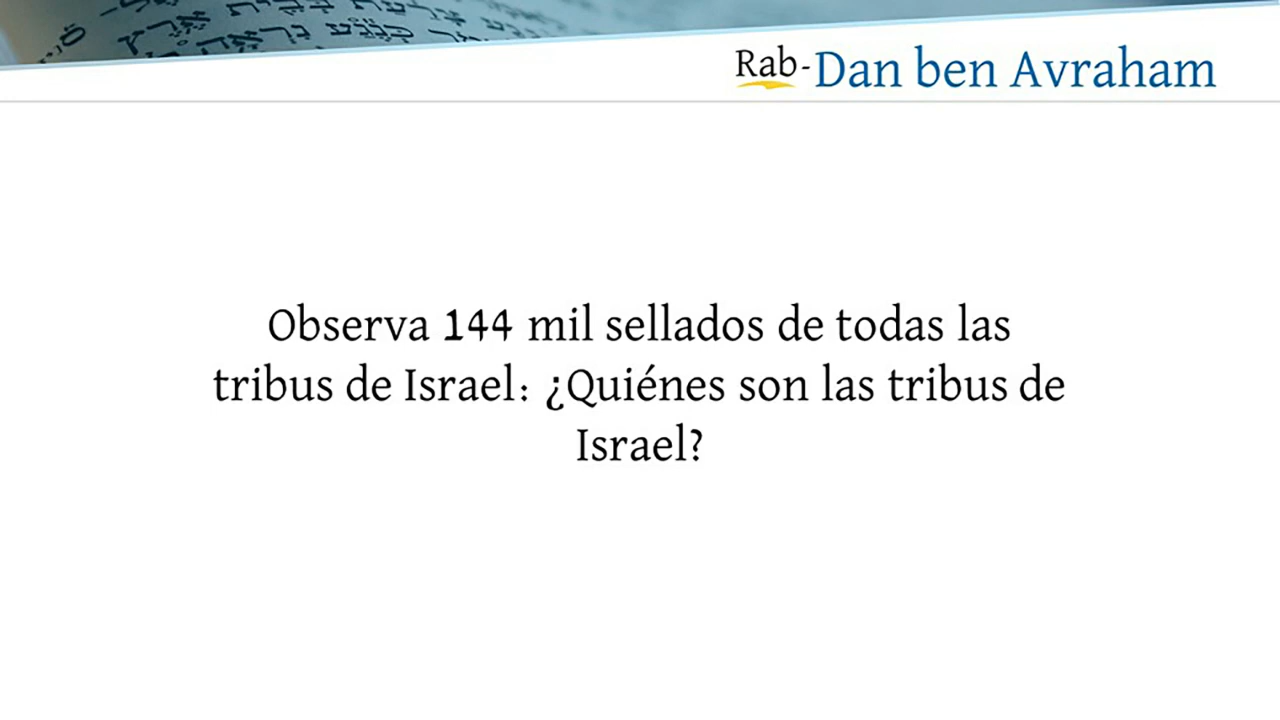 Rab-Dan ben Avraham
Observa 144 mil sellados de todas las
tribus de Israel: ¿Quiénes son las tribus de
Israel?